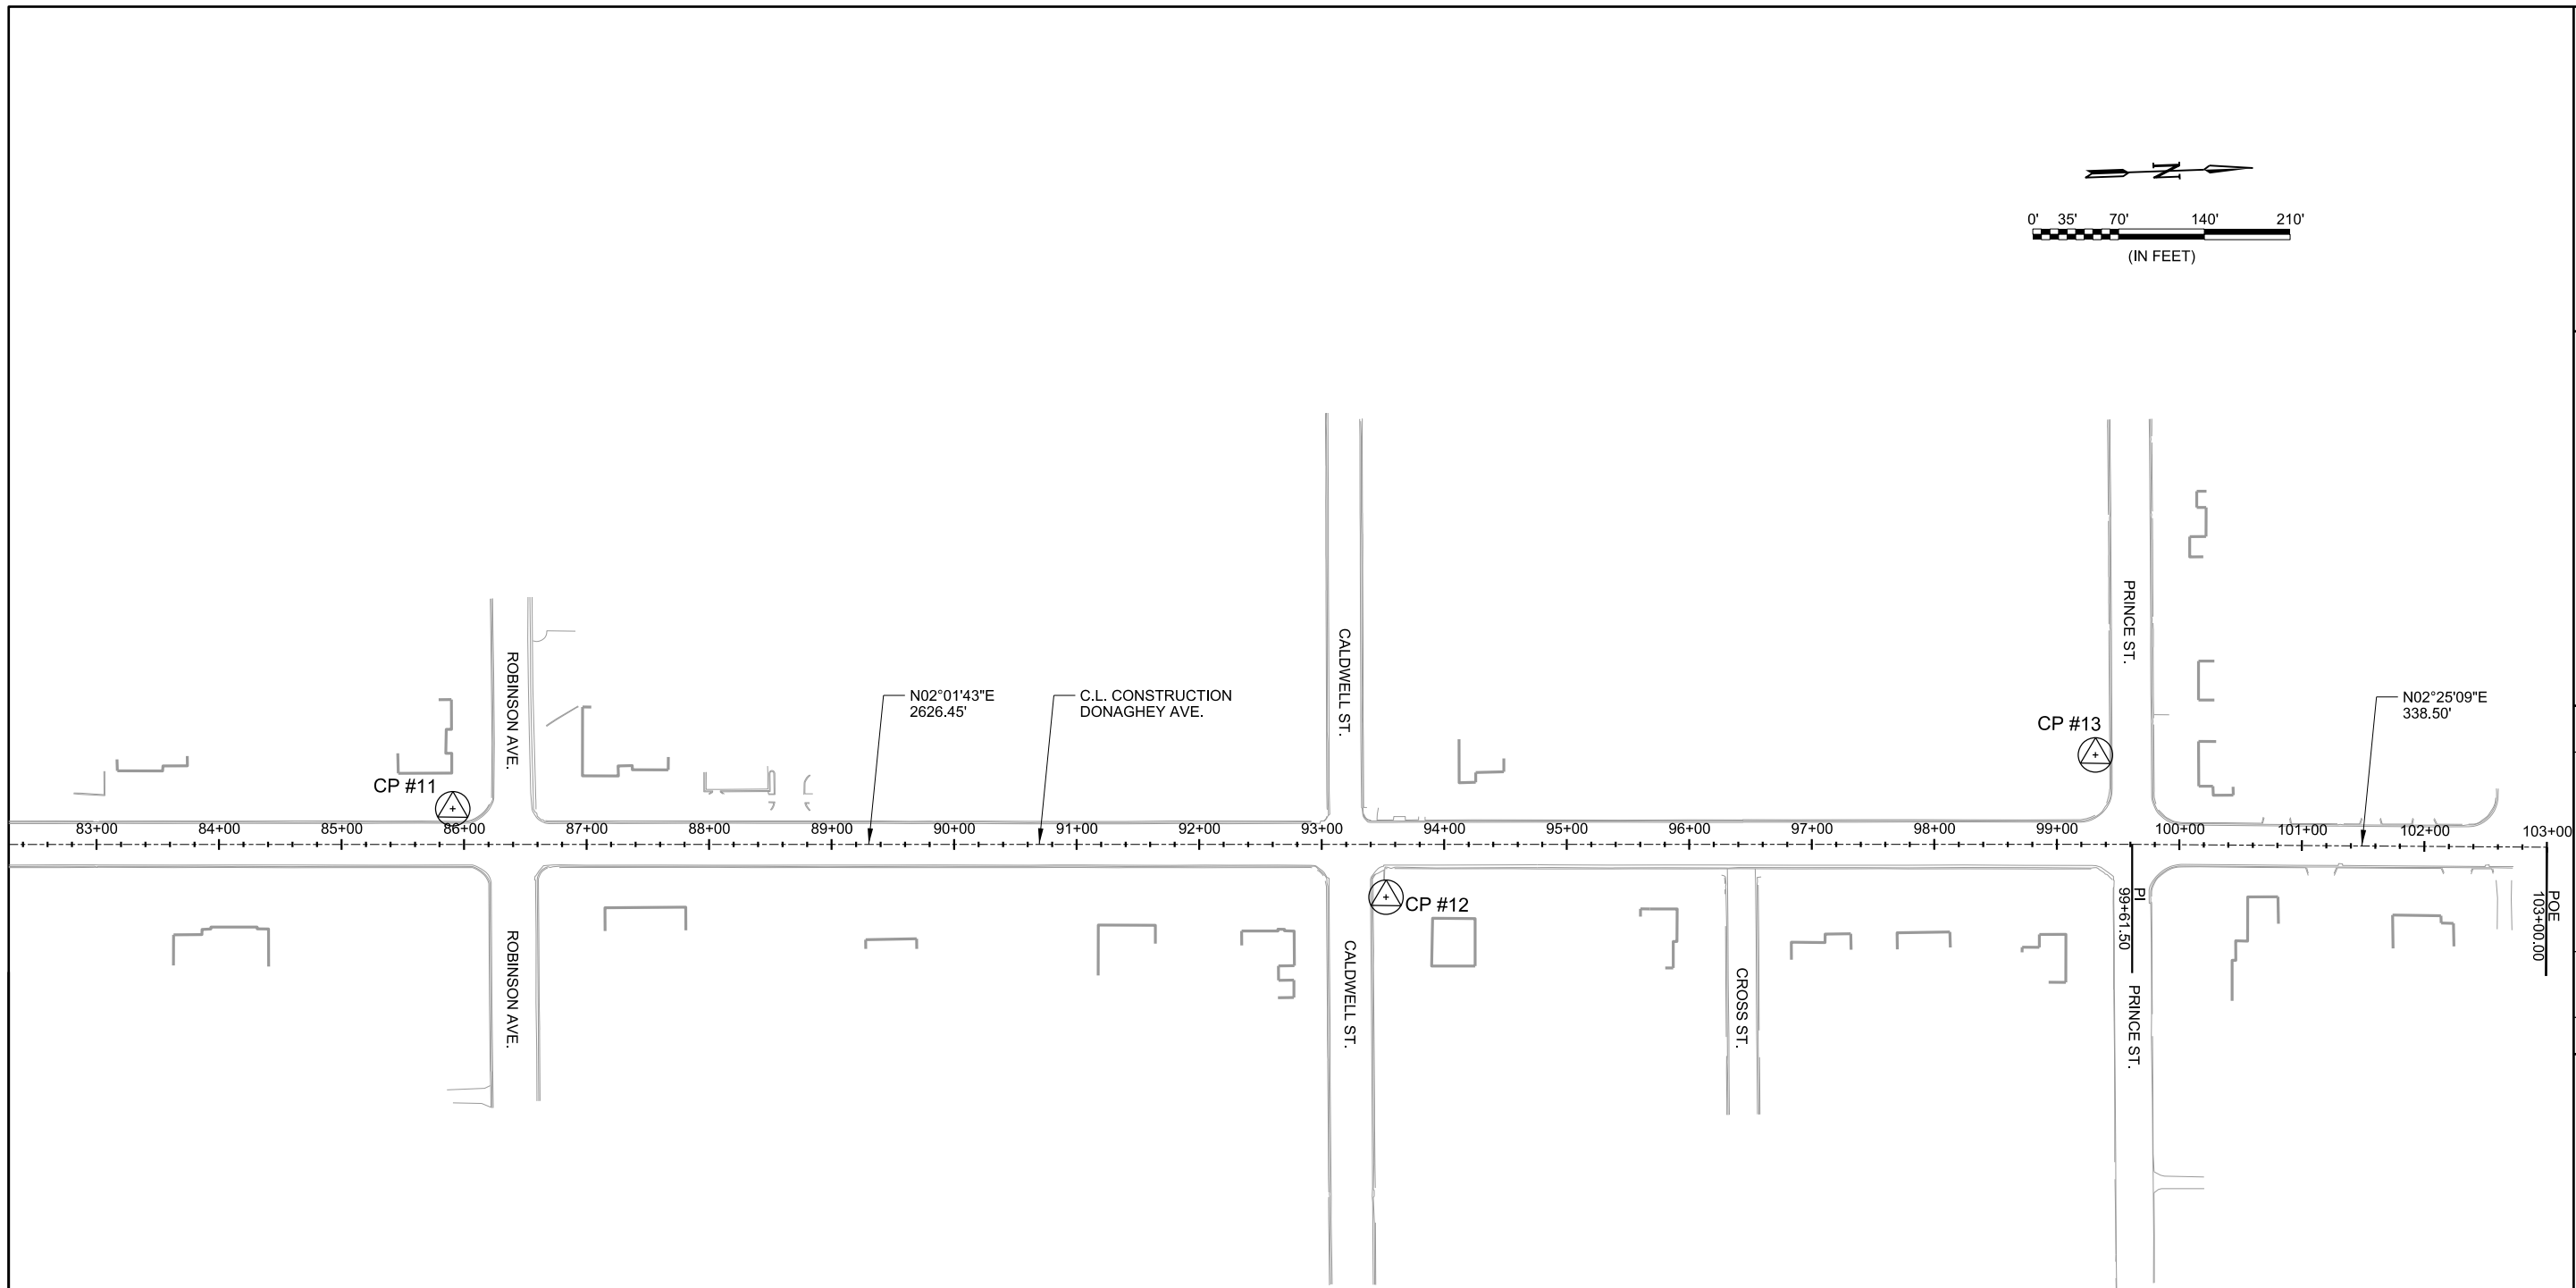 N
0' 35' 70' 140' 210'
(IN FEET)
PRINCE ST.
CALDWELL ST.
ROBINSON AVE.
N02°01'43"E
2626.45'
C.L. CONSTRUCTION
DONAGHEY AVE.
N02°25'09"E
338.50'
CP #13
CP #11
83+00 84+00 85+00 86+00 87+00 88+00 89+00 90+00 91+00 92+00 93+00 94+00 95+00 96+00 97+00 98+00 99+00 100+00 101+00 102+00 103+00
CP #12
PI
99+61.50
POE
103+00.00
ROBINSON AVE.
CALDWELL ST.
CROSS ST.
PRINCE ST.